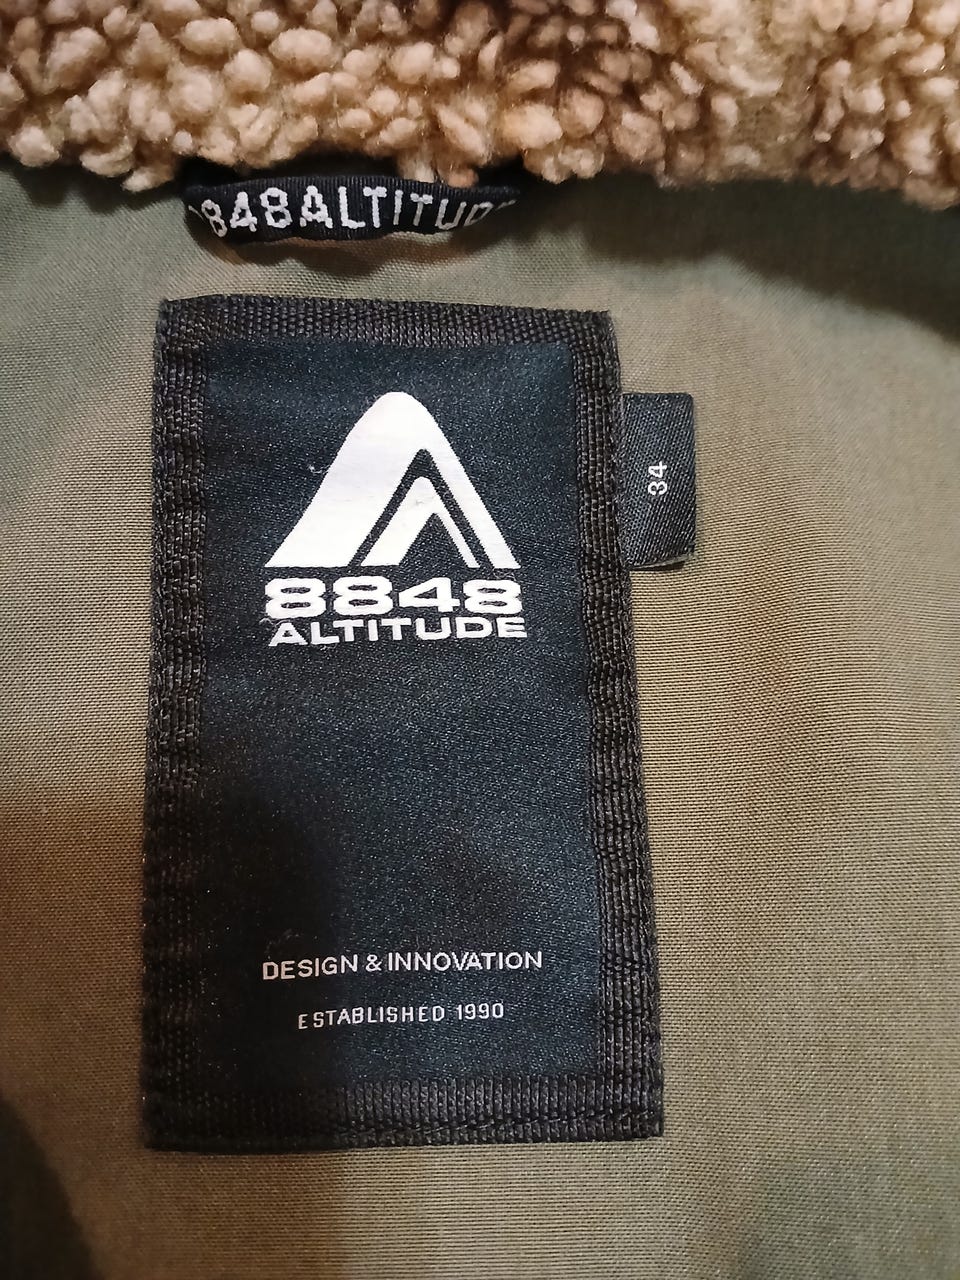 848ALTITUD
34
8848
ALTITUDE
DESIGN & INNOVATION
ESTABLISHED 1990